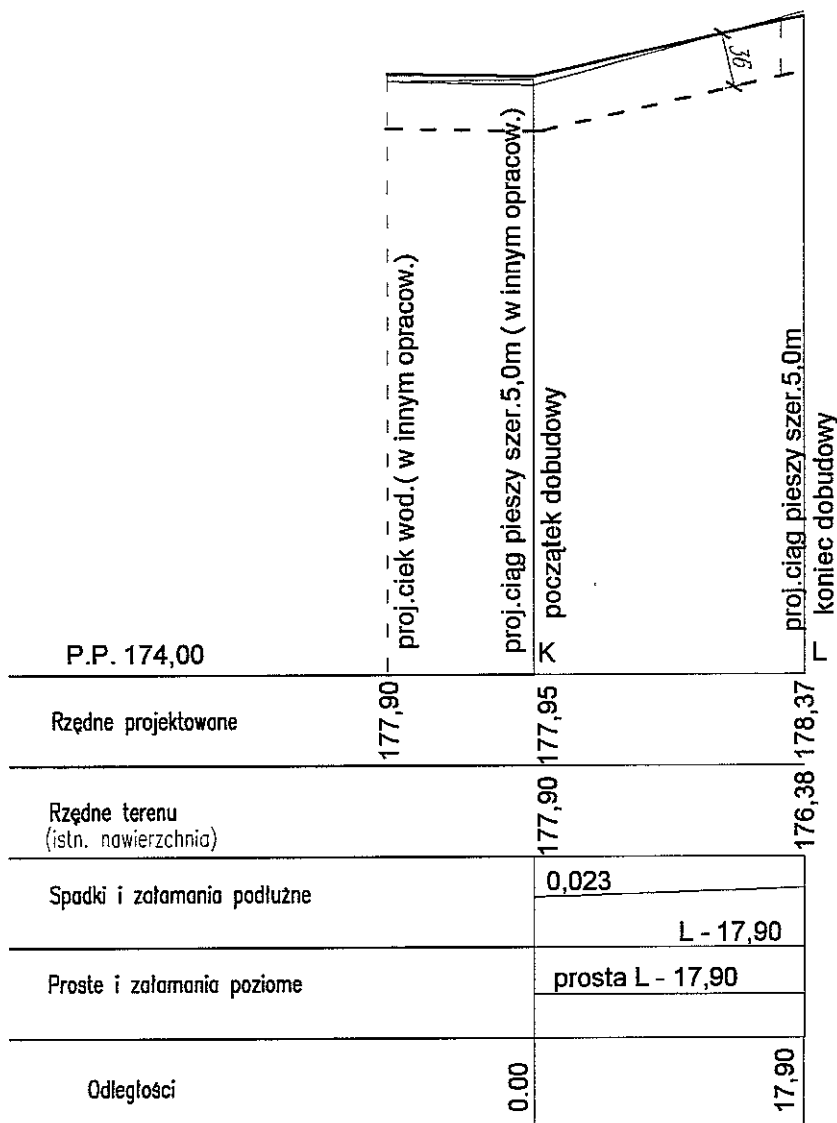 36
proj.ciek wod.( w innym opracow.)
proj.ciąg pieszy szer.5,0m ( w innym opracow.)
początek dobudowy
proj.ciąg pieszy szer.5,0m
koniec dobudowy
P.P. 174,00
K
L
Rzędne projektowane
177,90
177,95
178,37
Rzędne terenu
(istn. nawierzchnia)
177,90
176,38
Spadki i załamania podłużne
0,023
L - 17,90
Proste i załamania poziome
prosta L - 17,90
Odległości
0.00
17,90